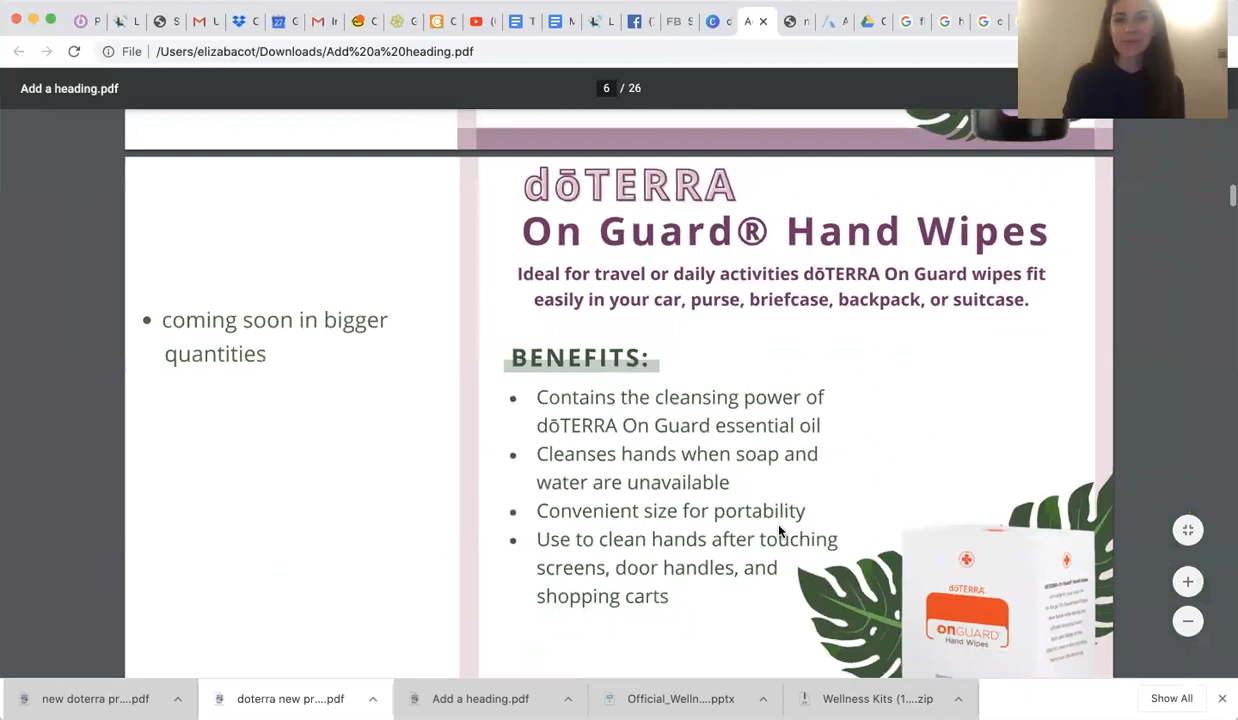 U
S
M
U
C
27
G
In
C
G
C
(
T
M
L
(
FB S
d
A
n
A
C
f
h
c
File
/Users/elizabacot/Downloads/Add%20a%20heading.pdf
Add a heading.pdf
6 / 26
dōTERRA
On Guard® Hand Wipes
Ideal for travel or daily activities dōTERRA On Guard wipes fit
easily in your car, purse, briefcase, backpack, or suitcase.
• coming soon in bigger
quantities
BENEFITS:
• Contains the cleansing power of
dōTERRA On Guard essential oil
• Cleanses hands when soap and
water are unavailable
• Convenient size for portability
• Use to clean hands after touching
screens, door handles, and
shopping carts
dōTERRA
onGUARD
Hand Wipes
new doterra pr....pdf
doterra new pr....pdf
Add a heading.pdf
Official_Welln....pptx
Wellness Kits (1....zip
Show All